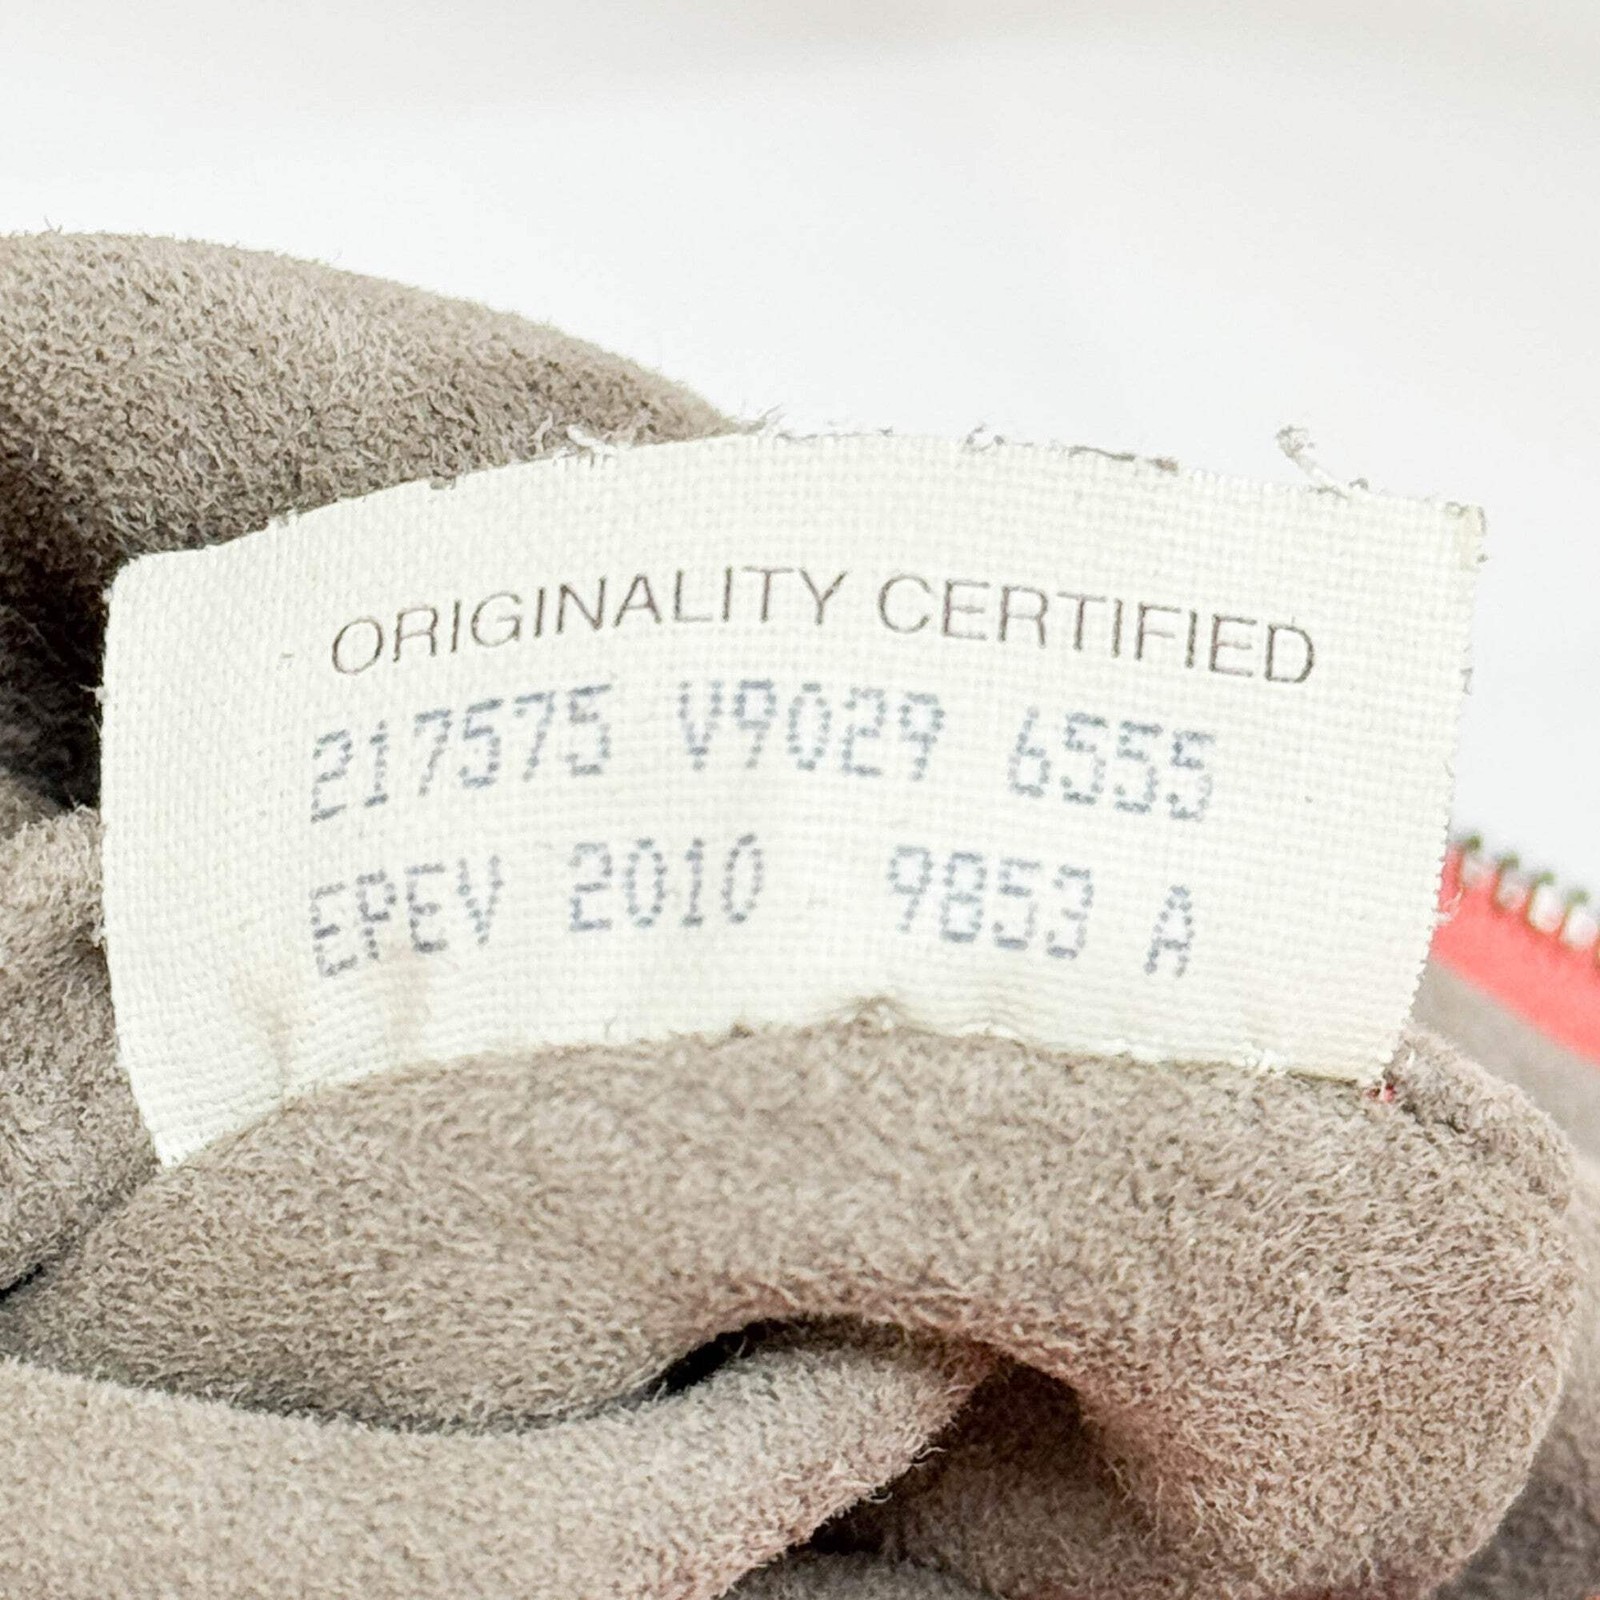 ORIGINALITY CERTIFIED
217575 V9029 6555
EPEV 2010 9853 A